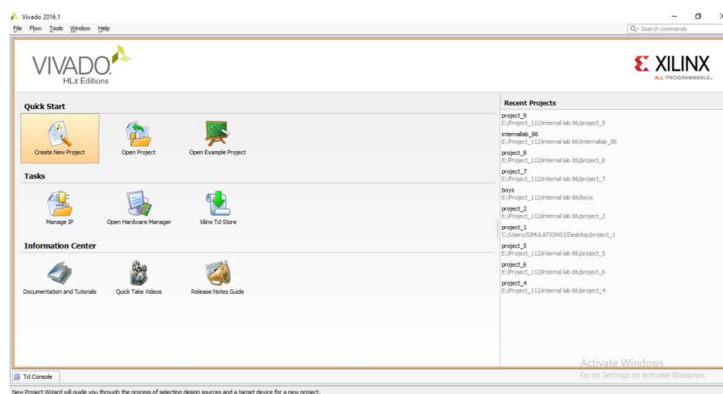 Vivado 2016.1
File Flow Tools Window Help
Q- Search commands
VIVADO.
HLx Editions
XILINX
ALL PROGRAMMABLE.
Quick Start
Create New Project Open Project Open Example Project
Tasks
Manage IP Open Hardware Manager Xilinx Tcl Store
Information Center
Documentation and Tutorials Quick Take Videos Release Notes Guide
Recent Projects
project_9
E:/Project_112/internal lab 86/project_9
internallab_86
E:/Project_112/internal lab 86/internallab_86
project_8
E:/Project_112/internal lab 86/project_8
project_7
E:/Project_112/internal lab 86/project_7
boys
E:/Project_112/internal lab 86/boys
project_2
E:/Project_112/internal lab 86/project_2
project_1
C:/Users/SIMULATION03/Desktop/project_1
project_5
E:/Project_112/internal lab 86/project_5
project_6
E:/Project_112/internal lab 86/project_6
project_4
E:/Project_112/internal lab 86/project_4
Activate Windows
Go to Settings to activate Windows.
Tcl Console
New Project Wizard will guide you through the process of selecting design sources and a target device for a new project.